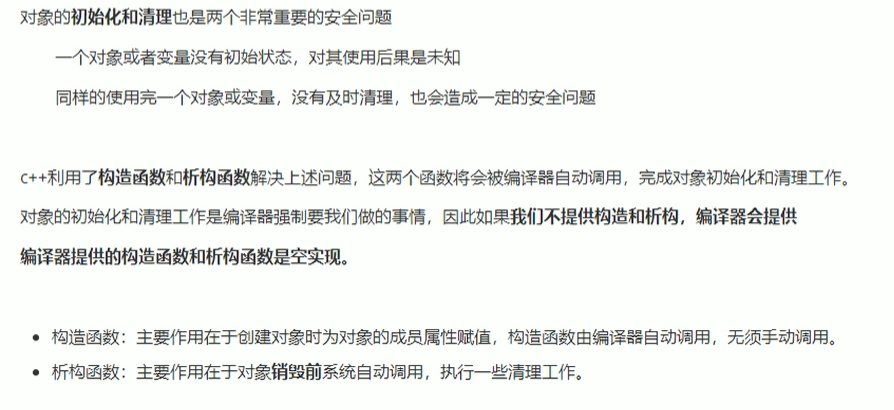 对象的初始化和清理也是两个非常重要的安全问题
一个对象或者变量没有初始状态，对其使用后果是未知
同样的使用完一个对象或变量，没有及时清理，也会造成一定的安全问题
c++利用了构造函数和析构函数解决上述问题，这两个函数将会被编译器自动调用，完成对象初始化和清理工作。
对象的初始化和清理工作是编译器强制要我们做的事情，因此如果我们不提供构造和析构，编译器会提供
编译器提供的构造函数和析构函数是空实现。
• 构造函数：主要作用在于创建对象时为对象的成员属性赋值，构造函数由编译器自动调用，无须手动调用。
• 析构函数：主要作用在于对象销毁前系统自动调用，执行一些清理工作。